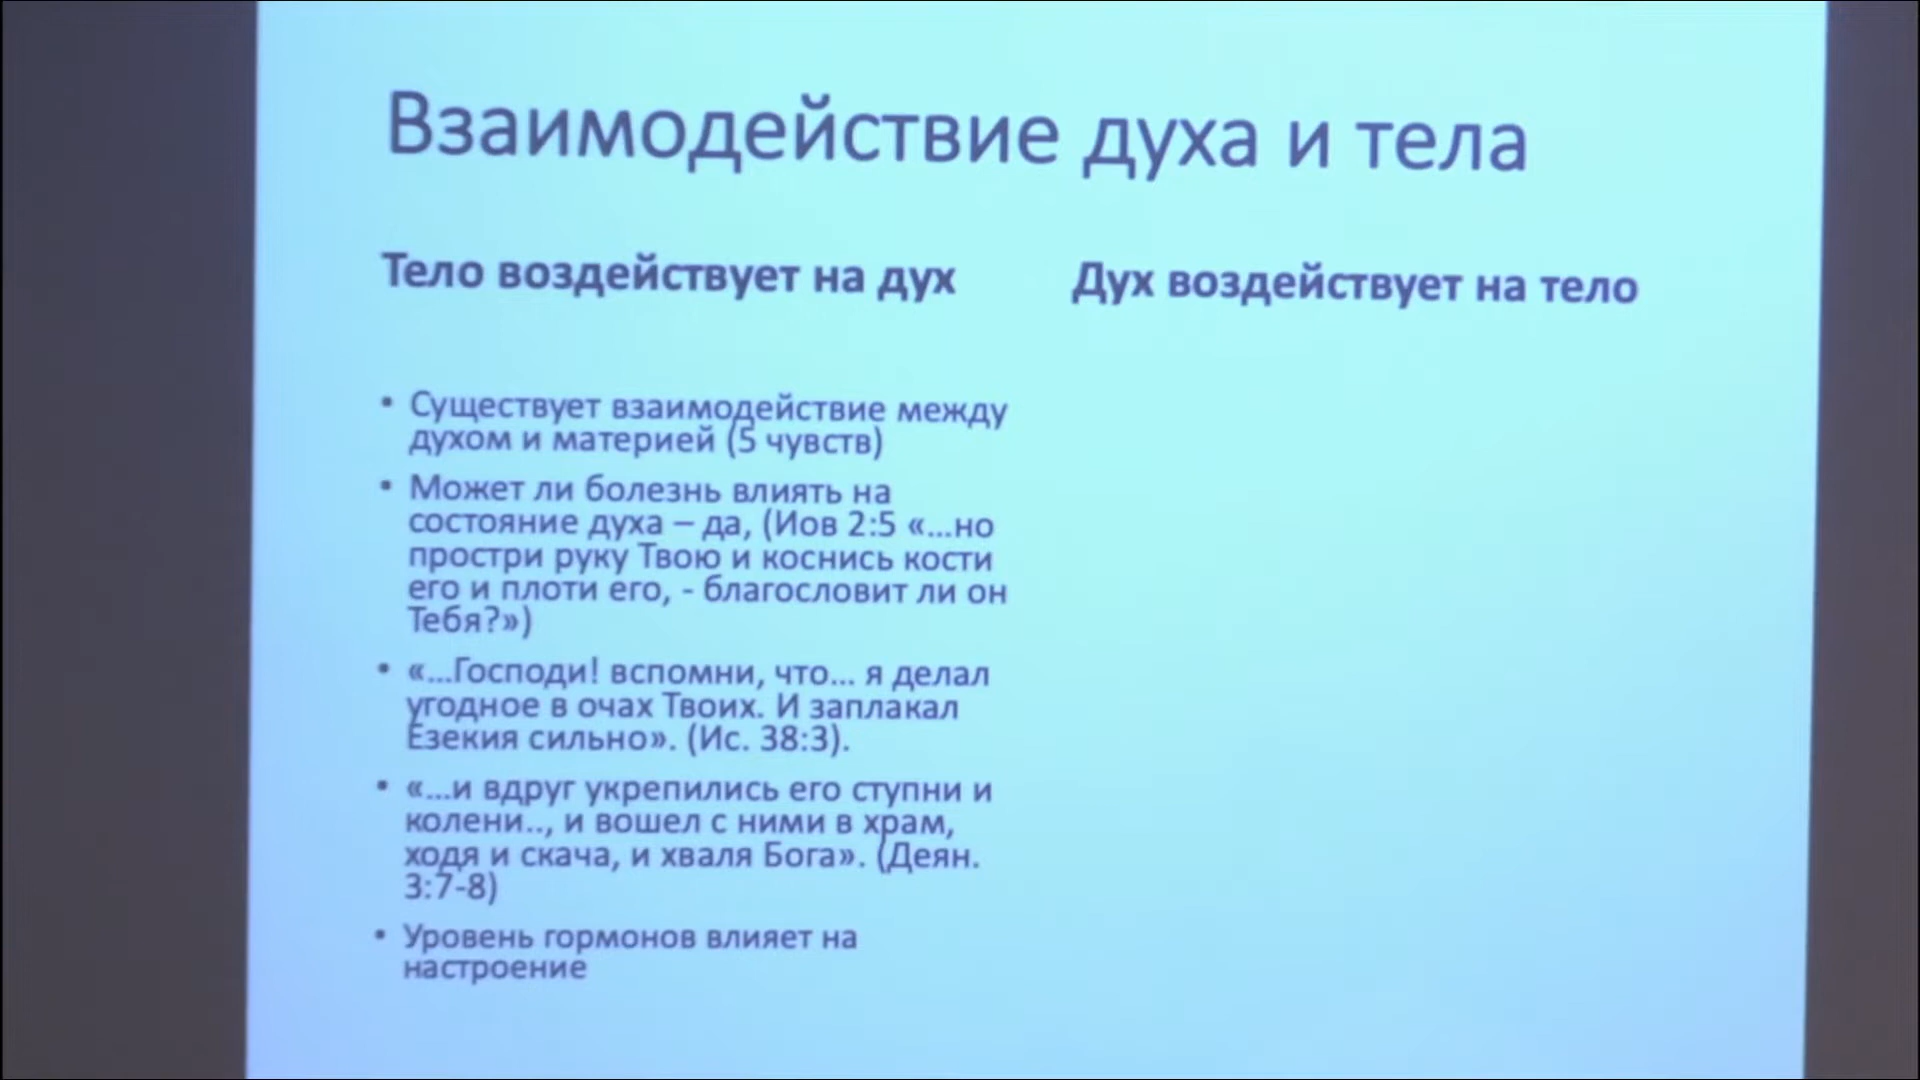 Взаимодействие духа и тела
Тело воздействует на дух
Дух воздействует на тело
• Существует взаимодействие между
духом и материей (5 чувств)
• Может ли болезнь влиять на
состояние духа – да, (Иов 2:5 «...но
простри руку Твою и коснись кости
его и плоти его, - благословит ли он
Тебя?»)
• «...Господи! вспомни, что... я делал
угодное в очах Твоих. И заплакал
Езекия сильно». (Ис. 38:3).
• «...и вдруг укрепились его ступни и
колени.., и вошел с ними в храм,
ходя и скача, и хваля Бога». (Деян.
3:7-8)
• Уровень гормонов влияет на
настроение